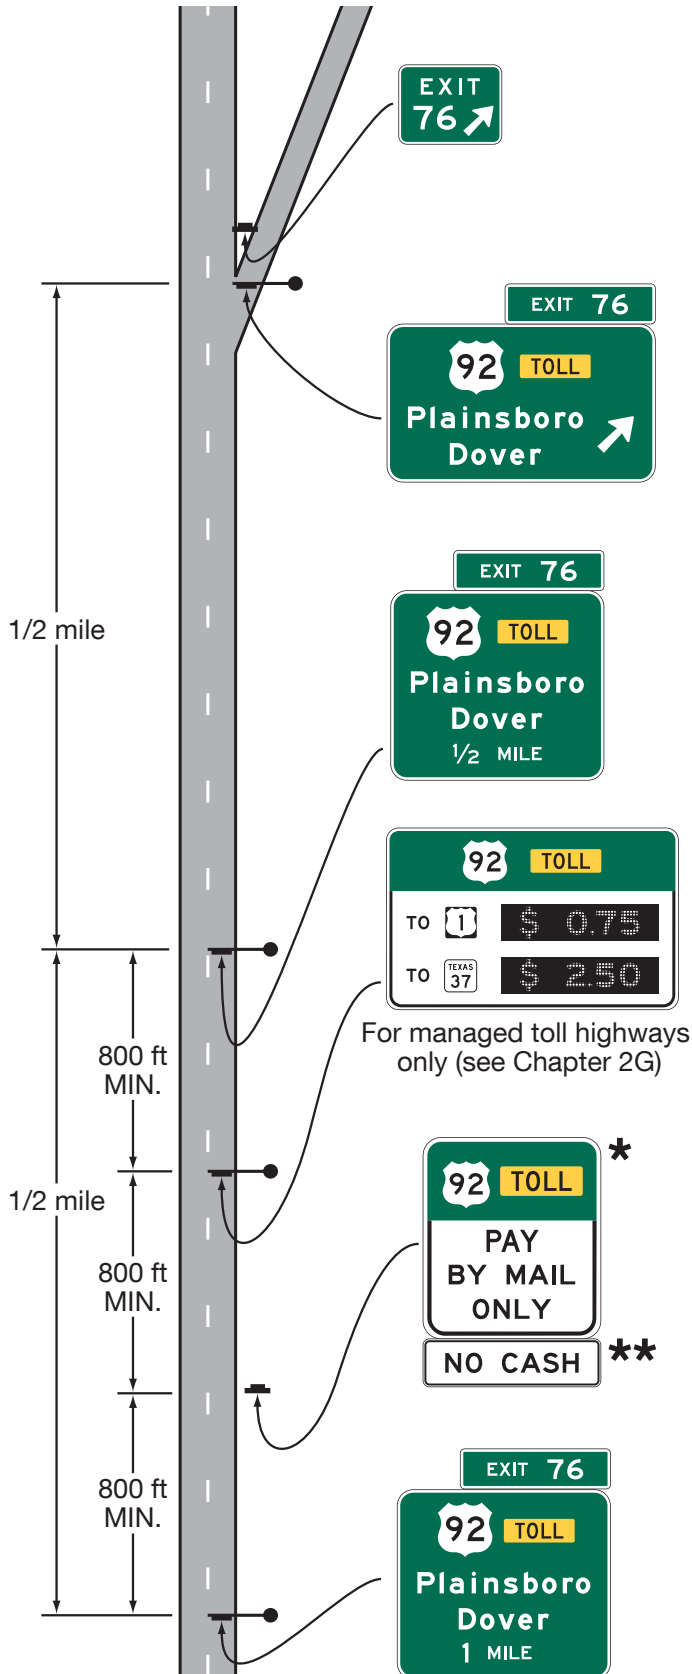 EXIT
76
EXIT 76
92 TOLL
Plainsboro
Dover
EXIT 76
92 TOLL
Plainsboro
Dover
1/2 MILE
1/2 mile
92 TOLL
TO 1 $ 0.75
TO TEXAS 37 $ 2.50
For managed toll highways
only (see Chapter 2G)
800 ft
MIN.
92 TOLL *
PAY
BY MAIL
ONLY
NO CASH **
1/2 mile
800 ft
MIN.
800 ft
MIN.
EXIT 76
92 TOLL
Plainsboro
Dover
1 MILE